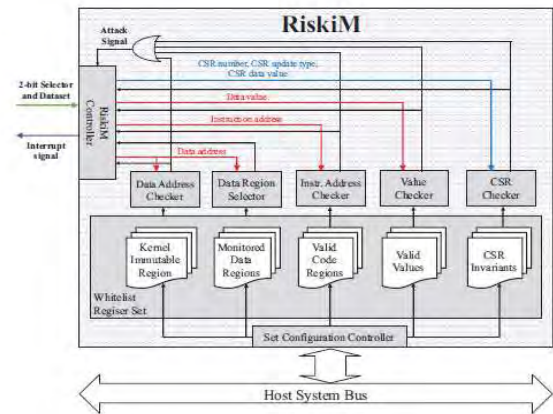 RiskiM
Attack
Signal
CSR number, CSR update type,
CSR data value
2-bit Selector
and Dataset
RiskiM
Controller
Data value
Instruction address
Interrupt
signal
Data address
Data Address
Checker
Data Region
Selector
Instr. Address
Checker
Value
Checker
CSR
Checker
Kernel
Immutable
Region
Monitored
Data
Regions
Valid
Code
Regions
Valid
Values
CSR
Invariants
Whitelist
Regiser Set
Set Configuration Controller
Host System Bus